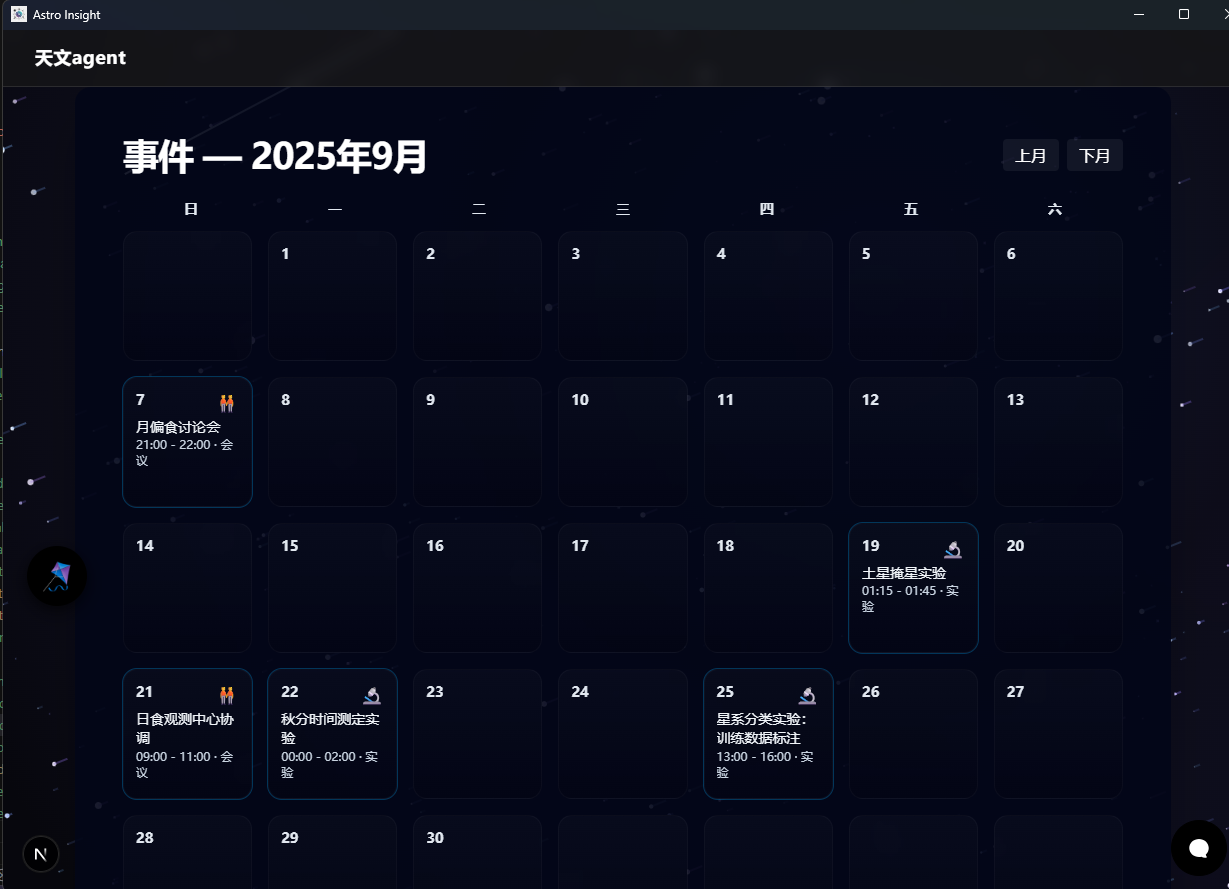 Astro Insight
天文agent
事件 — 2025年9月
上月 下月
日 一 二 三 四 五 六
1 2 3 4 5 6
7 8 9 10 11 12 13
月偏食讨论会
21:00 - 22:00 · 会
议
14 15 16 17 18 19 20
土星掩星实验
01:15 - 01:45 · 实
验
21 22 23 24 25 26 27
日食观测中心协
调
09:00 - 11:00 · 会
议
秋分时间测定实
验
00:00 - 02:00 · 实
验
星系分类实验：
训练数据标注
13:00 - 16:00 · 实
验
28 29 30
N